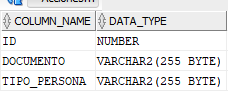 COLUMN_NAME DATA_TYPE
ID NUMBER
DOCUMENTO VARCHAR2(255 BYTE)
TIPO_PERSONA VARCHAR2(255 BYTE)